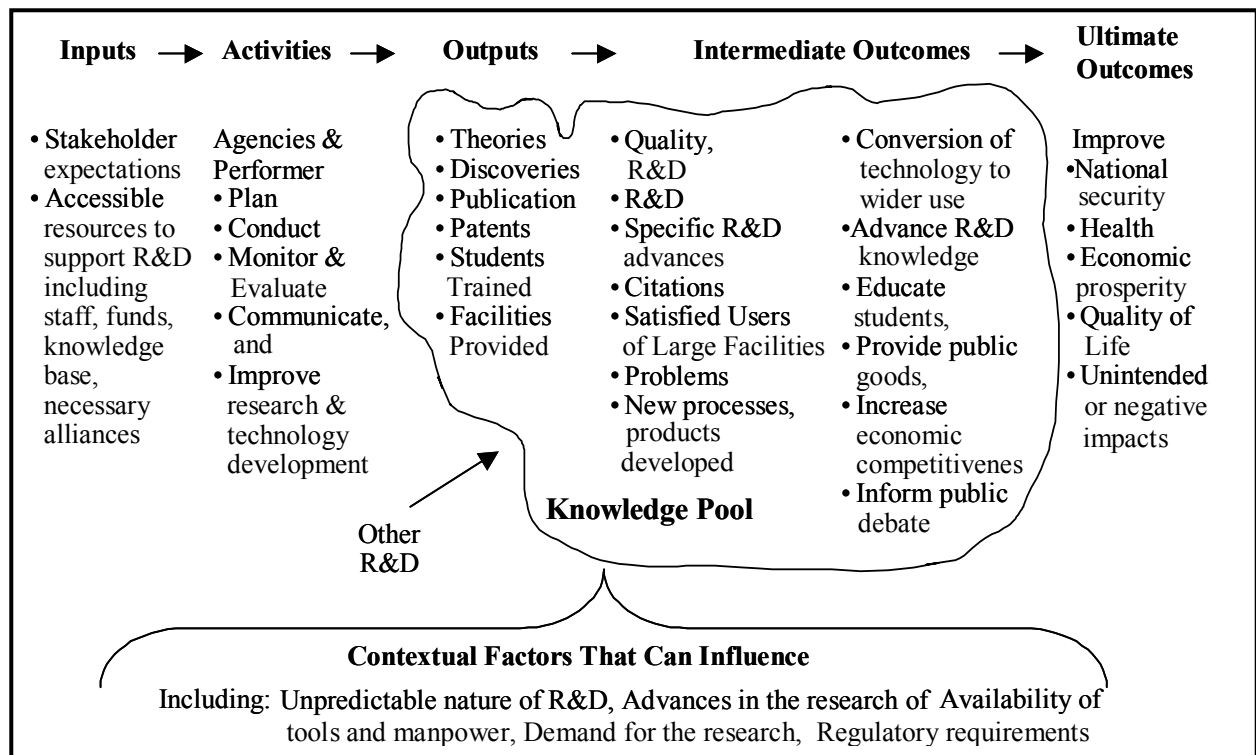 Inputs → Activities → Outputs → Intermediate Outcomes → Ultimate
Outcomes
• Stakeholder
expectations
• Accessible
resources to
support R&D
including
staff, funds,
knowledge
base,
necessary
alliances
Agencies &
Performer
• Plan
• Conduct
• Monitor &
Evaluate
• Communicate,
and
• Improve
research &
technology
development
• Theories
• Discoveries
• Publication
• Patents
• Students
Trained
• Facilities
Provided
• Quality,
R&D
• R&D
• Specific R&D
advances
• Citations
• Satisfied Users
of Large Facilities
• Problems
• New processes,
products
developed
• Conversion of
technology to
wider use
• Advance R&D
knowledge
• Educate
students,
• Provide public
goods,
• Increase
economic
competitivenes
• Inform public
debate
Improve
• National
security
• Health
• Economic
prosperity
• Quality of
Life
• Unintended
or negative
impacts
Knowledge Pool
Other
R&D
Contextual Factors That Can Influence
Including: Unpredictable nature of R&D, Advances in the research of Availability of
tools and manpower, Demand for the research, Regulatory requirements